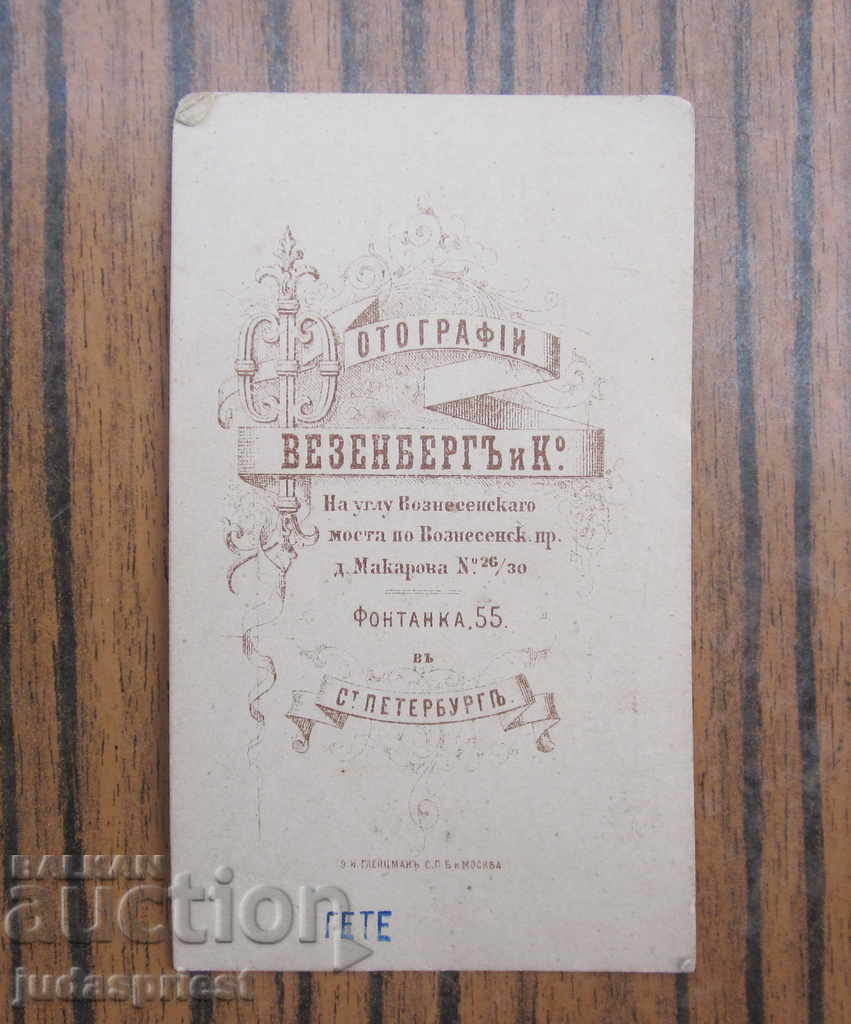 ФОТОГРАФІИ
ВЕЗЕНБЕРГЪ и Кº.
На углу Вознесенскаго
моста по Вознесенск. пр.
д. Макарова №26/30
ФОНТАНКА, 55.
въ
СТ ПЕТЕРБУРГѢ.
Э. И. ГЛЕЙЦМАНЪ С.П.Б и МОСКВА
ГЕТЕ
BALKAN
auction
judaspriest